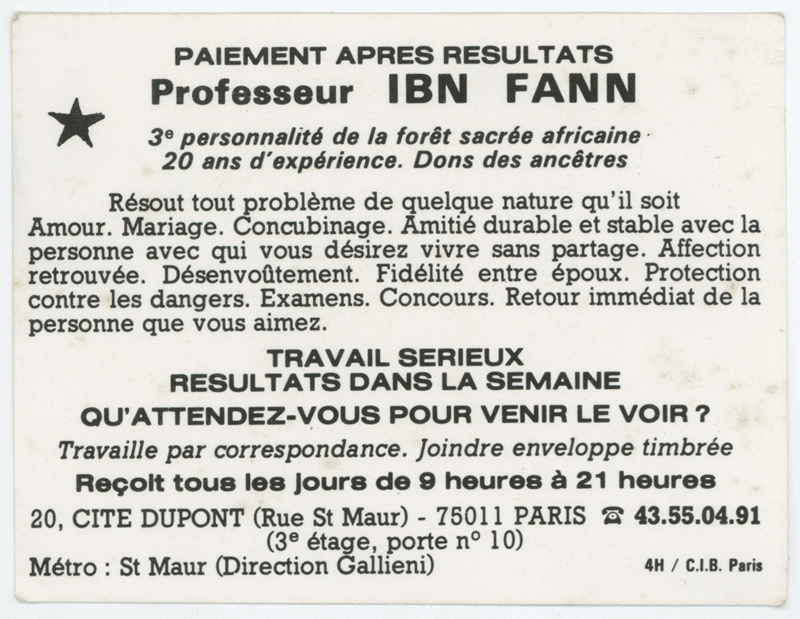 PAIEMENT APRES RESULTATS
Professeur IBN FANN
3e personnalité de la forêt sacrée africaine
20 ans d'expérience. Dons des ancêtres
Résout tout problème de quelque nature qu'il soit
Amour. Mariage. Concubinage. Amitié durable et stable avec la
personne avec qui vous désirez vivre sans partage. Affection
retrouvée. Désenvoûtement. Fidélité entre époux. Protection
contre les dangers. Examens. Concours. Retour immédiat de la
personne que vous aimez.
TRAVAIL SERIEUX
RESULTATS DANS LA SEMAINE
QU'ATTENDEZ-VOUS POUR VENIR LE VOIR ?
Travaille par correspondance. Joindre enveloppe timbrée
Reçoit tous les jours de 9 heures à 21 heures
20, CITE DUPONT (Rue St Maur) - 75011 PARIS ☎ 43.55.04.91
(3e étage, porte n° 10)
Métro : St Maur (Direction Gallieni)
4H / C.I.B. Paris